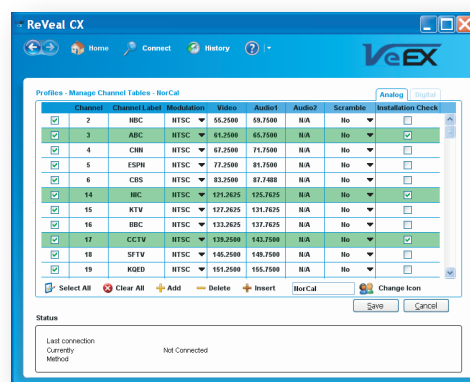 ReVeal CX
Home Connect History ?
VeEX
Profiles - Manage Channel Tables - NorCal Analog Digital
Channel Channel Label Modulation Video Audio1 Audio2 Scramble Installation Check
2 NBC NTSC 55.2500 59.7500 N/A No
3 ABC NTSC 61.2500 65.7500 N/A No
4 CNN NTSC 67.2500 71.7500 N/A No
5 ESPN NTSC 77.2500 81.7500 N/A No
6 CBS NTSC 83.2500 87.7488 N/A No
14 NIC NTSC 121.2625 125.7625 N/A No
15 KTV NTSC 127.2625 131.7625 N/A No
16 BBC NTSC 133.2625 137.7625 N/A No
17 CCTV NTSC 139.2500 143.7500 N/A No
18 SFTV NTSC 145.2500 149.7500 N/A No
19 KQED NTSC 151.2500 155.7500 N/A No
Select All Clear All Add Delete Insert NorCal Change Icon
Save Cancel
Status
Last connection
Currently Not Connected
Method